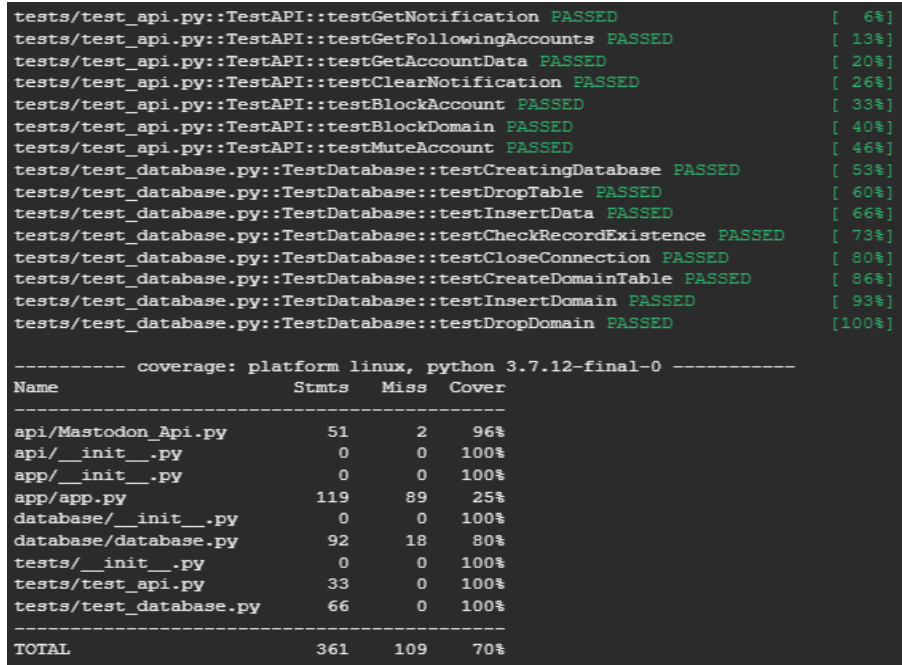 tests/test_api.py::TestAPI::testGetNotification PASSED [  6%]
tests/test_api.py::TestAPI::testGetFollowingAccounts PASSED [ 13%]
tests/test_api.py::TestAPI::testGetAccountData PASSED [ 20%]
tests/test_api.py::TestAPI::testClearNotification PASSED [ 26%]
tests/test_api.py::TestAPI::testBlockAccount PASSED [ 33%]
tests/test_api.py::TestAPI::testBlockDomain PASSED [ 40%]
tests/test_api.py::TestAPI::testMuteAccount PASSED [ 46%]
tests/test_database.py::TestDatabase::testCreatingDatabase PASSED [ 53%]
tests/test_database.py::TestDatabase::testDropTable PASSED [ 60%]
tests/test_database.py::TestDatabase::testInsertData PASSED [ 66%]
tests/test_database.py::TestDatabase::testCheckRecordExistence PASSED [ 73%]
tests/test_database.py::TestDatabase::testCloseConnection PASSED [ 80%]
tests/test_database.py::TestDatabase::testCreateDomainTable PASSED [ 86%]
tests/test_database.py::TestDatabase::testInsertDomain PASSED [ 93%]
tests/test_database.py::TestDatabase::testDropDomain PASSED [100%]
---------- coverage: platform linux, python 3.7.12-final-0 -----------
Name Stmts Miss Cover
---------------------------------------------
api/Mastodon_Api.py 51 2 96%
api/__init__.py 0 0 100%
app/__init__.py 0 0 100%
app/app.py 119 89 25%
database/__init__.py 0 0 100%
database/database.py 92 18 80%
tests/__init__.py 0 0 100%
tests/test_api.py 33 0 100%
tests/test_database.py 66 0 100%
---------------------------------------------
TOTAL 361 109 70%